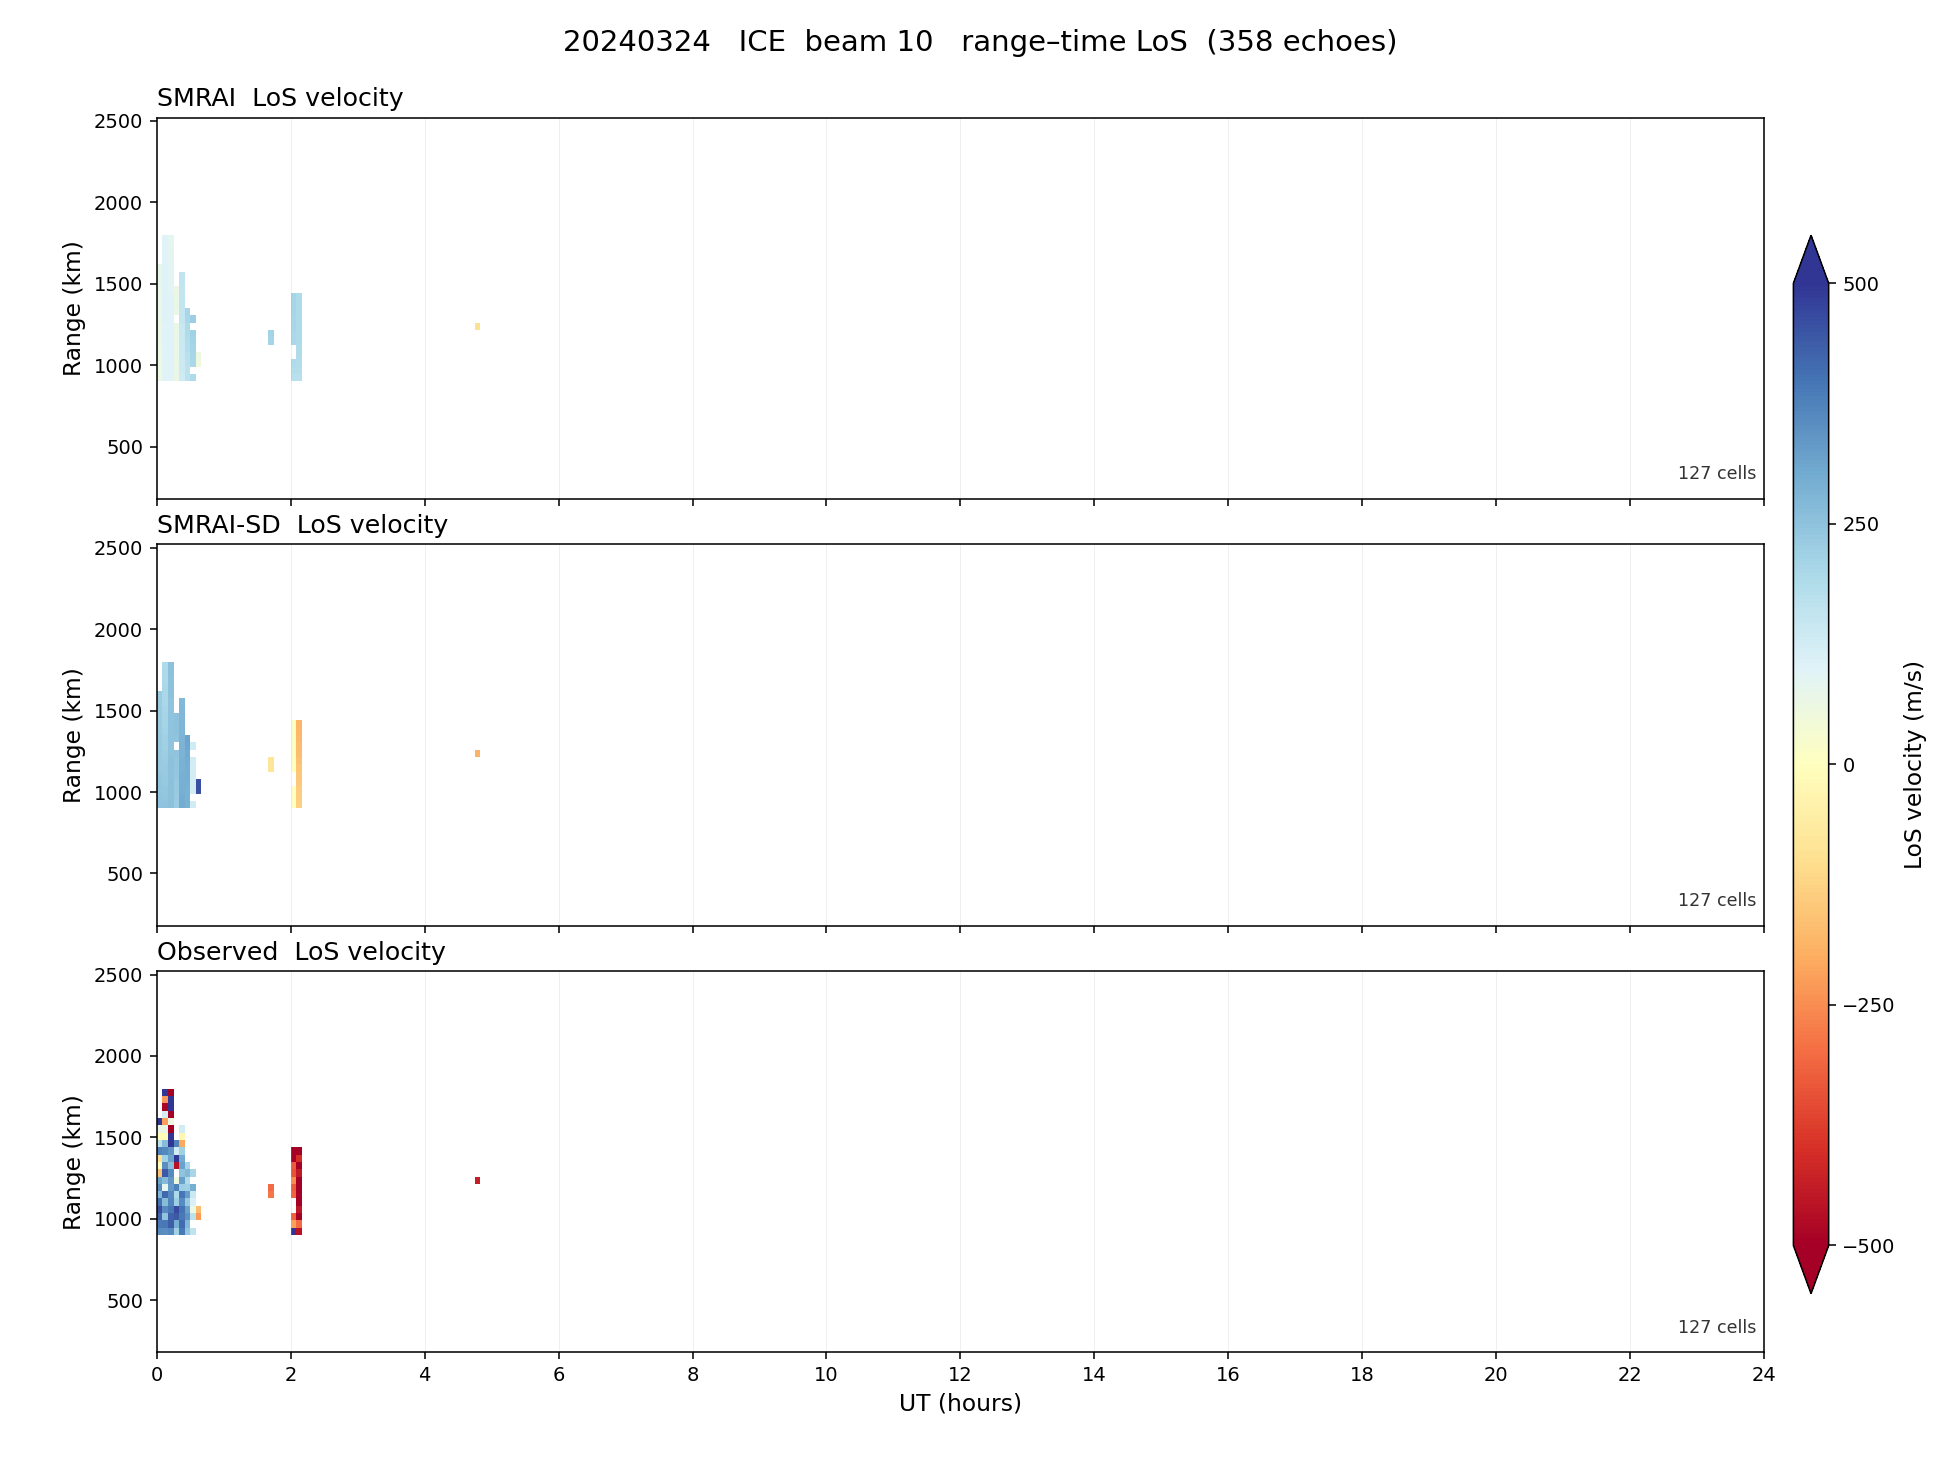 20240324   ICE  beam 10   range–time LoS  (358 echoes)
SMRAI  LoS velocity
2500
2000
1500
1000
500
Range (km)
127 cells
SMRAI-SD  LoS velocity
2500
2000
1500
1000
500
Range (km)
127 cells
Observed  LoS velocity
2500
2000
1500
1000
500
Range (km)
127 cells
0 2 4 6 8 10 12 14 16 18 20 22 24
UT (hours)
500
250
0
−250
−500
LoS velocity (m/s)